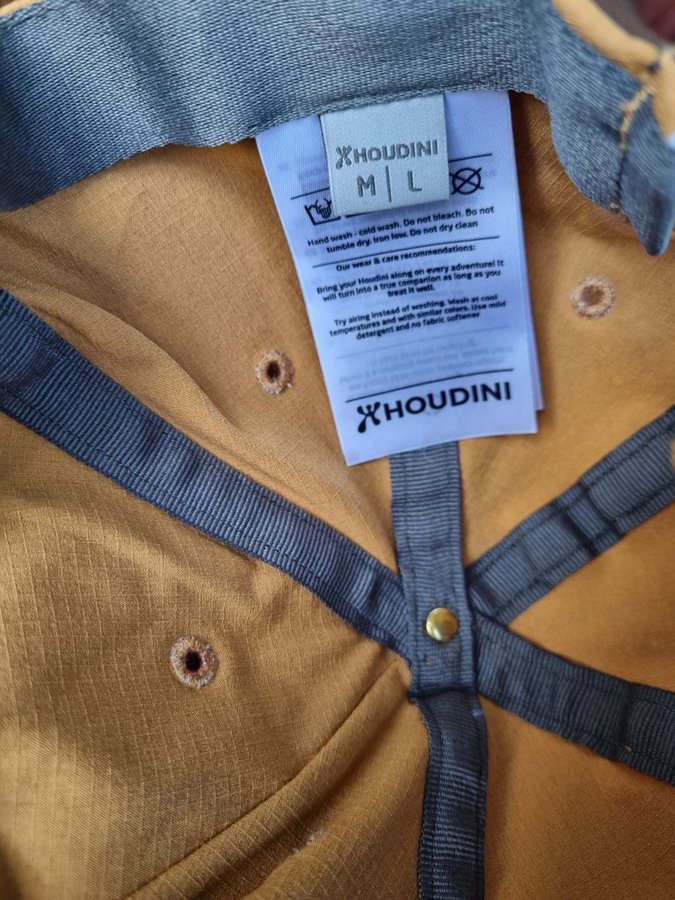 HOUDINI
M | L
Hand wash - cold wash. Do not bleach. Do not
tumble dry. Iron low. Do not dry clean
Our wear & care recommendations:
Bring your Houdini along on every adventure! It
will turn into a true companion as long as you
treat it well.
Try airing instead of washing. Wash at cool
temperatures and with similar colors. Use mild
detergent and no fabric softener
HOUDINI